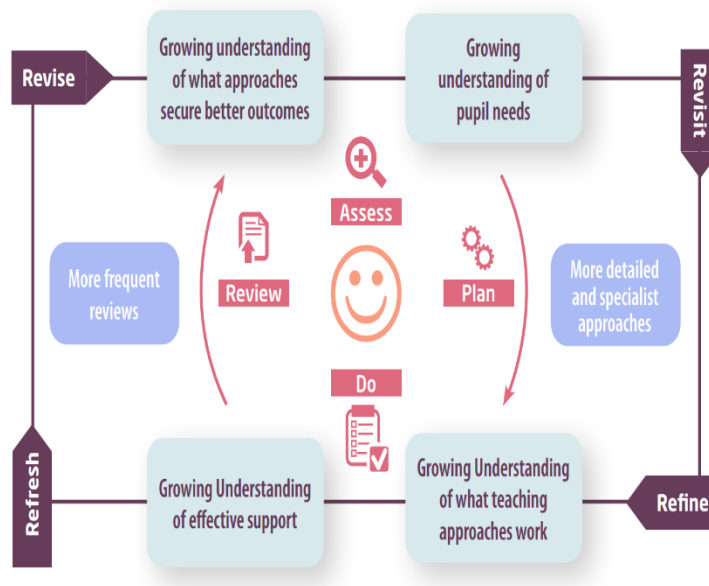 Revise
Growing understanding
of what approaches
secure better outcomes
Growing
understanding of
pupil needs
Revisit
Assess
More frequent
reviews
Review
Plan
More detailed
and specialist
approaches
Do
Refresh
Growing Understanding
of effective support
Growing Understanding
of what teaching
approaches work
Refine